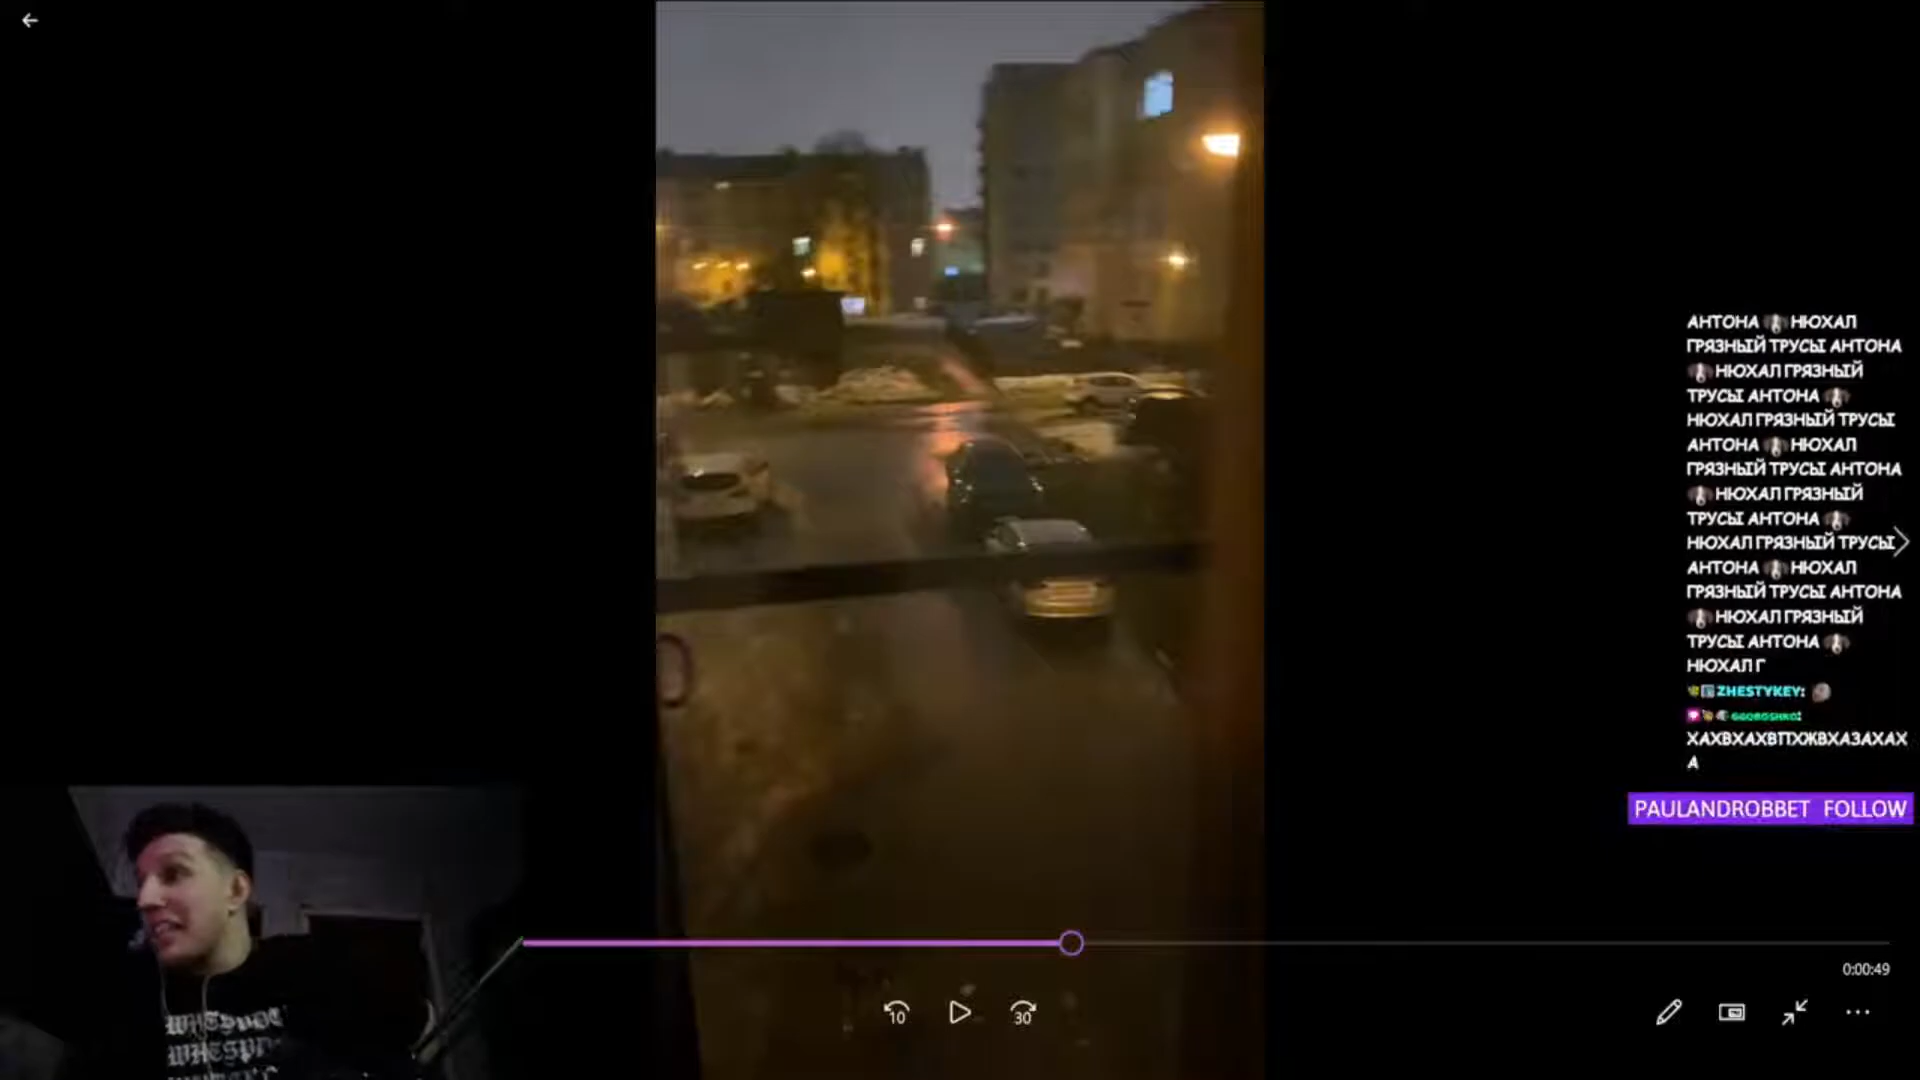 АНТОНА НЮХАЛ
ГРЯЗНЫЙ ТРУСЫ АНТОНА
НЮХАЛ ГРЯЗНЫЙ
ТРУСЫ АНТОНА
НЮХАЛ ГРЯЗНЫЙ ТРУСЫ
АНТОНА НЮХАЛ
ГРЯЗНЫЙ ТРУСЫ АНТОНА
НЮХАЛ ГРЯЗНЫЙ
ТРУСЫ АНТОНА
НЮХАЛ ГРЯЗНЫЙ ТРУСЫ
АНТОНА НЮХАЛ
ГРЯЗНЫЙ ТРУСЫ АНТОНА
НЮХАЛ ГРЯЗНЫЙ
ТРУСЫ АНТОНА
НЮХАЛ Г
ZHESTYKEY:
ХАХВХАХВПХЖВХАЗАХАХ
А
PAULANDROBBET FOLLOW
0:00:49
10
30